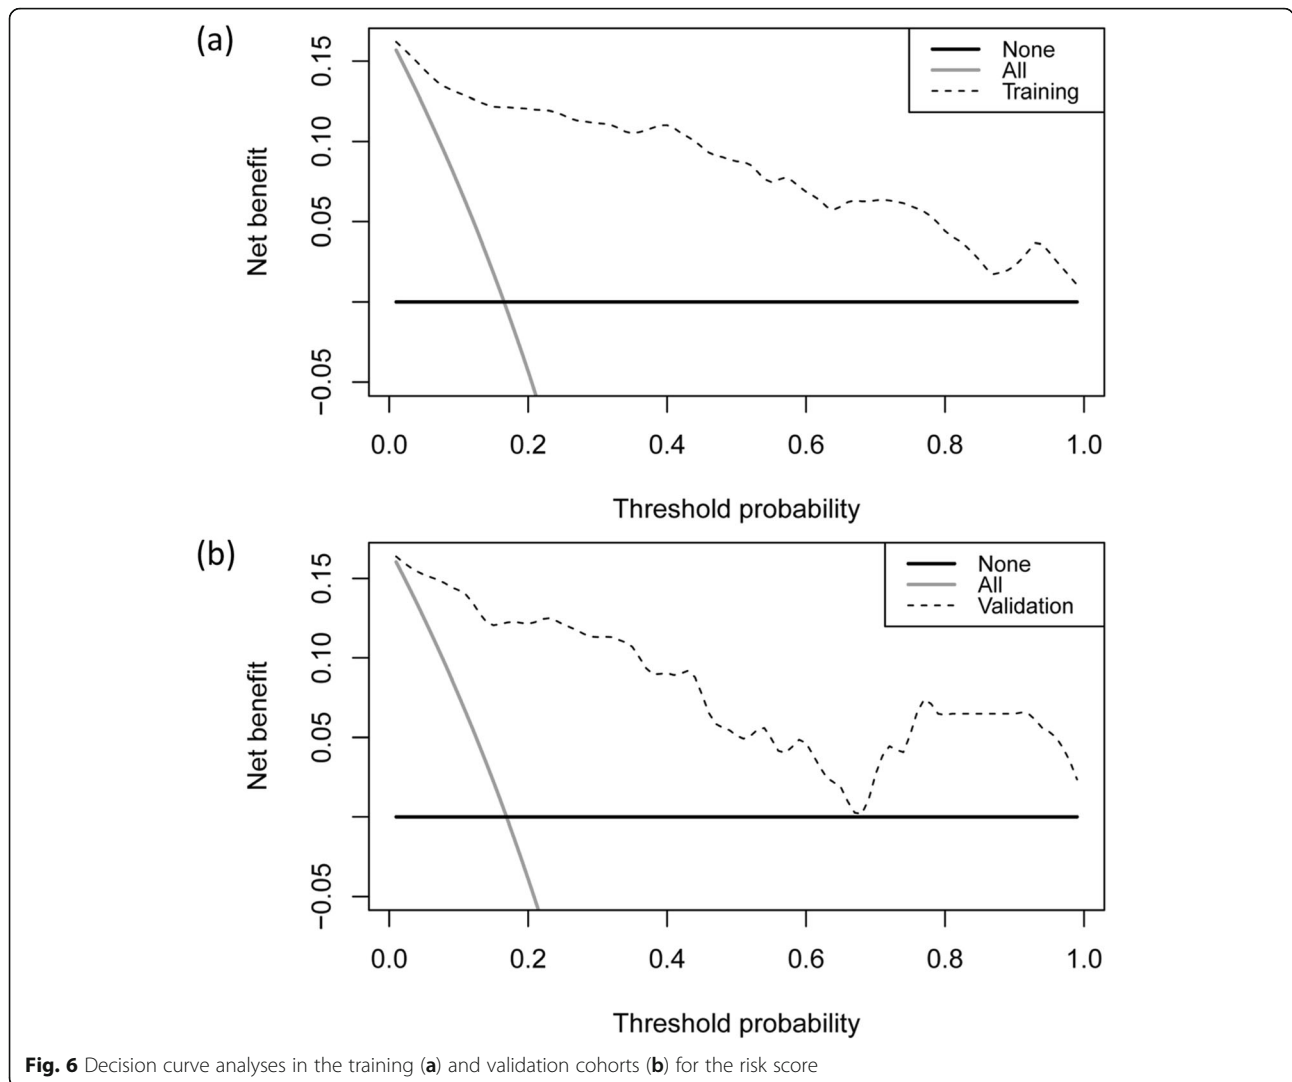 (a)
None
All
Training
0.15
0.10
0.05
−0.05
Net benefit
0.0 0.2 0.4 0.6 0.8 1.0
Threshold probability
(b)
None
All
Validation
0.15
0.10
0.05
−0.05
Net benefit
0.0 0.2 0.4 0.6 0.8 1.0
Threshold probability
Fig. 6 Decision curve analyses in the training (a) and validation cohorts (b) for the risk score